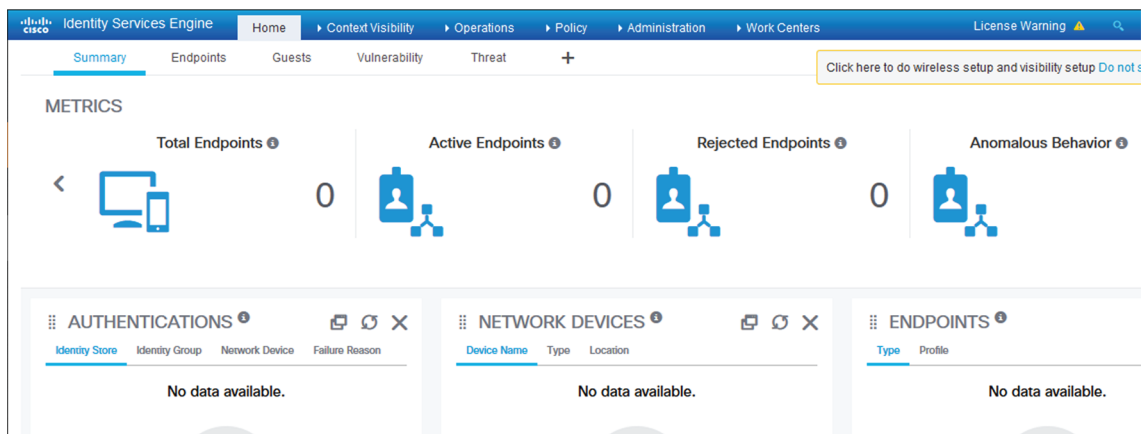 CISCO Identity Services Engine Home Context Visibility Operations Policy Administration Work Centers License Warning
Summary Endpoints Guests Vulnerability Threat +
Click here to do wireless setup and visibility setup Do not s
METRICS
Total Endpoints Active Endpoints Rejected Endpoints Anomalous Behavior
0 0 0
AUTHENTICATIONS NETWORK DEVICES ENDPOINTS
Identity Store Identity Group Network Device Failure Reason Device Name Type Location Type Profile
No data available. No data available. No data available.